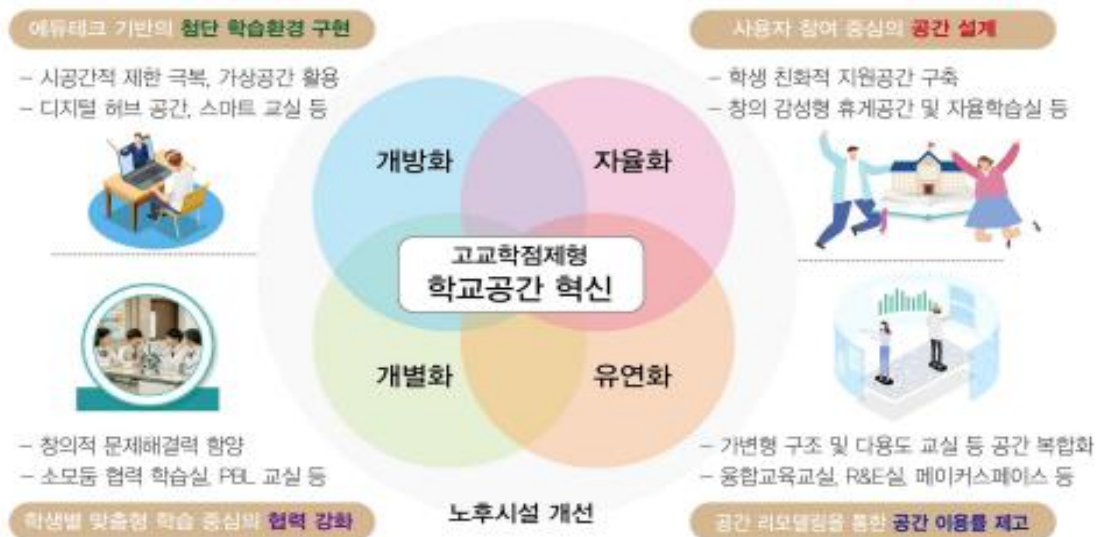 에듀테크 기반의 첨단 학습환경 구현
– 시공간적 제한 극복, 가상공간 활용
– 디지털 허브 공간, 스마트 교실 등
사용자 참여 중심의 공간 설계
– 학생 친화적 지원공간 구축
– 창의 감성형 휴게공간 및 자율학습실 등
개방화
자율화
고교학점제형
학교공간 혁신
개별화
유연화
– 창의적 문제해결력 함양
– 소모둠 협력 학습실, PBL 교실 등
학생별 맞춤형 학습 중심의 협력 강화
– 가변형 구조 및 다용도 교실 등 공간 복합화
– 융합교육교실, R&E실, 메이커스페이스 등
공간 리모델링을 통한 공간 이용률 제고
노후시설 개선